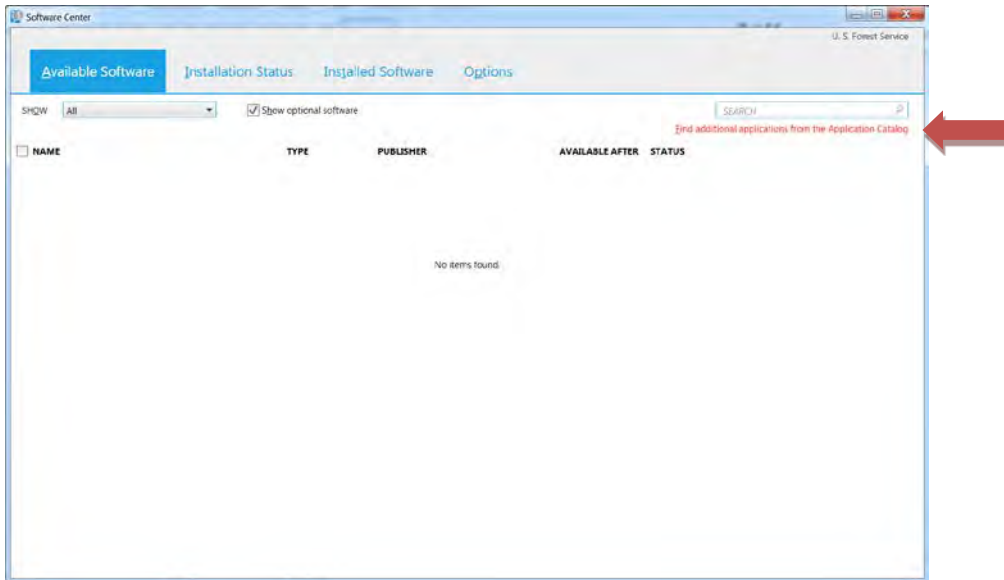 Software Center
U. S. Forest Service
Available Software Installation Status Installed Software Options
SHOW All Show optional software SEARCH
Find additional applications from the Application Catalog
NAME TYPE PUBLISHER AVAILABLE AFTER STATUS
No items found.